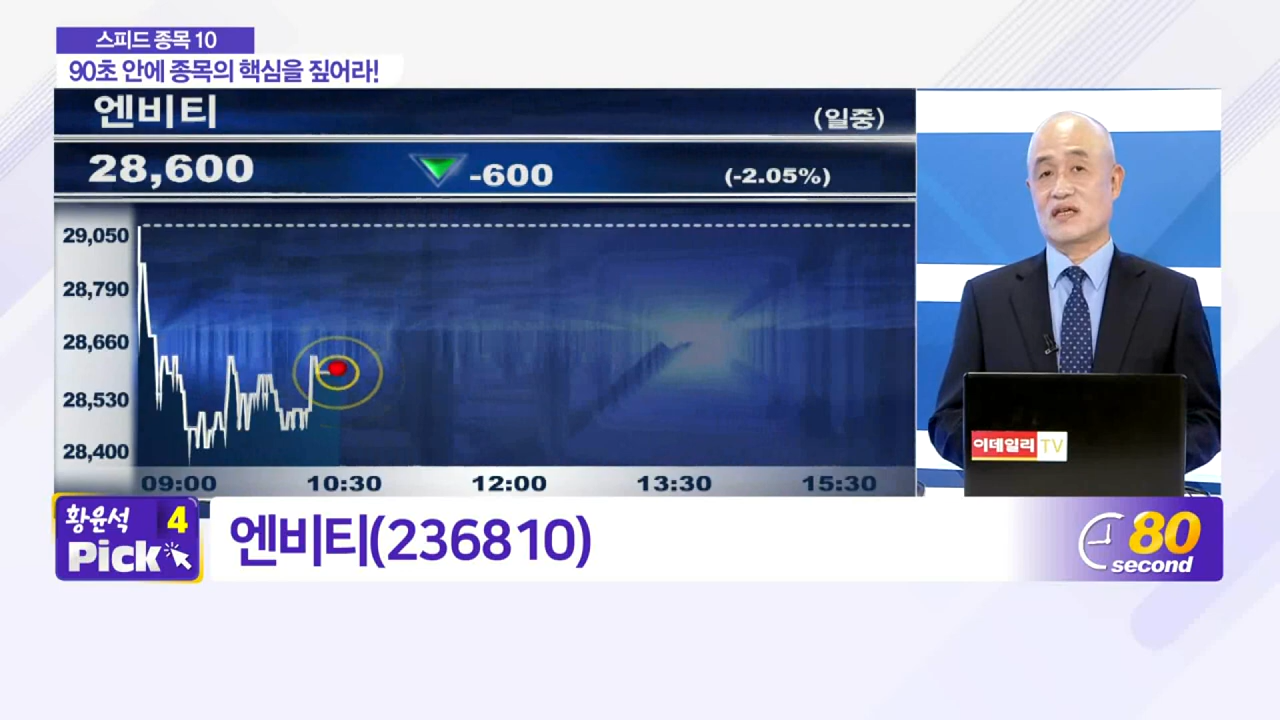 스피드 종목 10
90초 안에 종목의 핵심을 짚어라!
엔비티
(일중)
28,600 -600 (-2.05%)
29,050
28,790
28,660
28,530
28,400
09:00 10:30 12:00 13:30 15:30
이데일리 TV
황윤석 4
Pick
엔비티(236810)
80
second